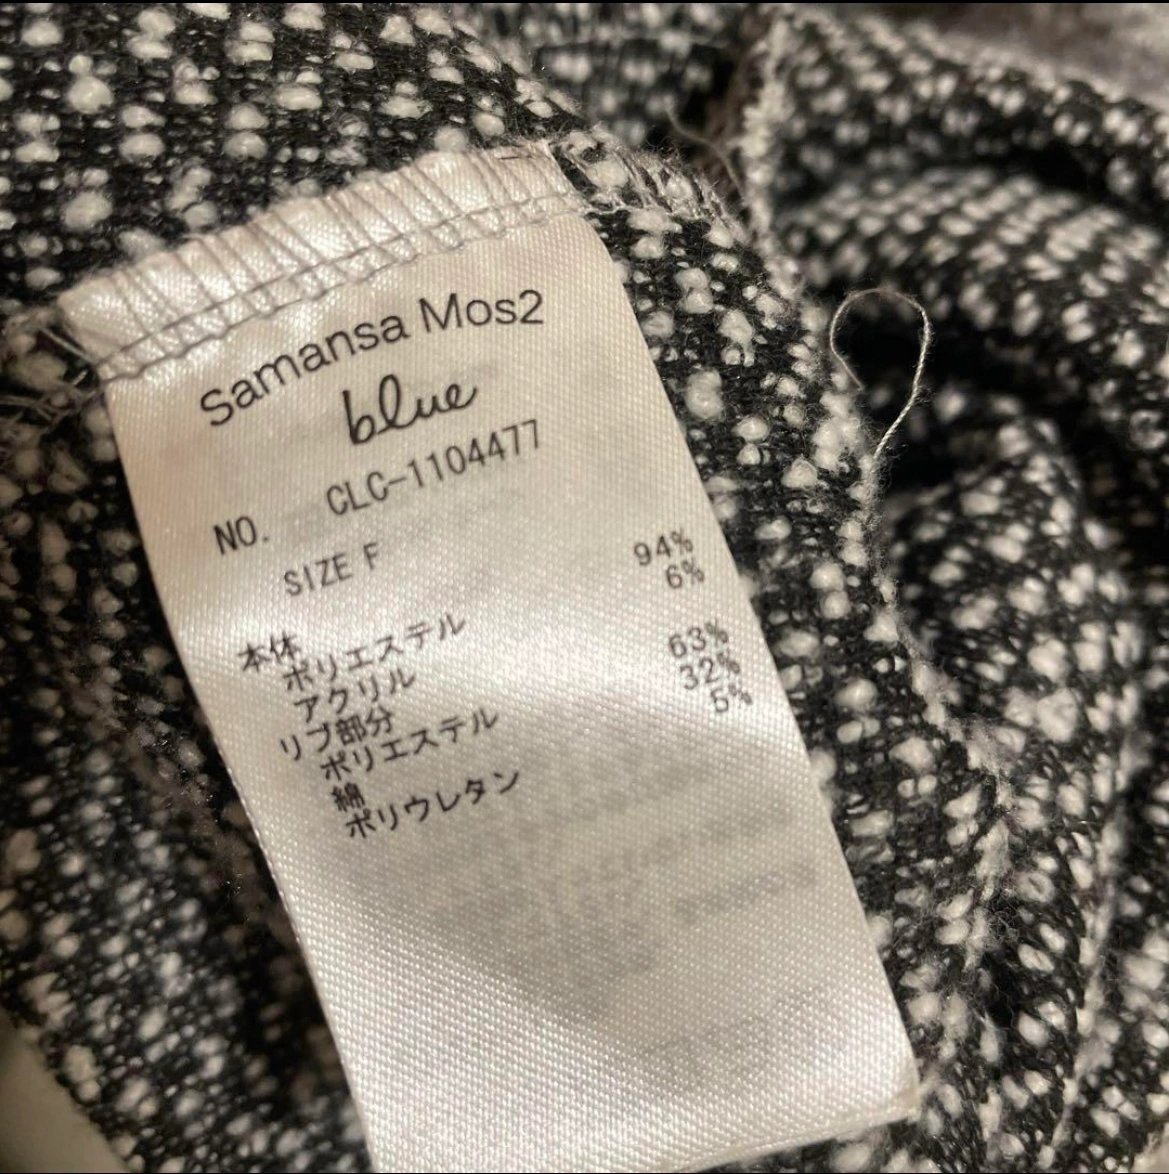 Samansa Mos2
blue
NO. CLC-1104477
SIZE F
本体
ポリエステル 94%
アクリル 6%
リブ部分
ポリエステル 63%
綿 32%
ポリウレタン 5%